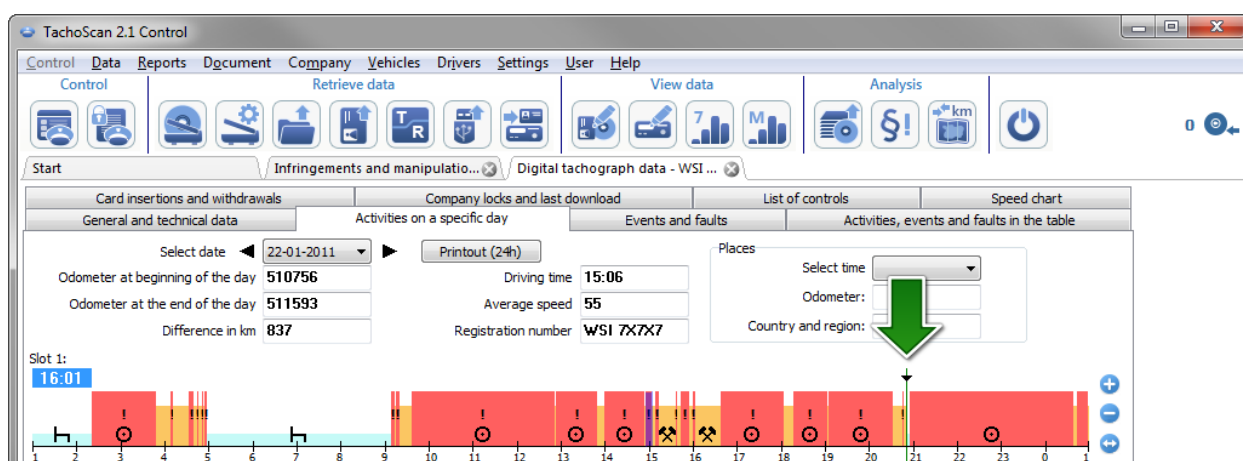 TachoScan 2.1 Control
Control Data Reports Document Company Vehicles Drivers Settings User Help
Control Retrieve data View data Analysis
T R 7 M §! km 0
Start Infringements and manipulatio... Digital tachograph data - WSI ...
Card insertions and withdrawals Company locks and last download List of controls Speed chart
General and technical data Activities on a specific day Events and faults Activities, events and faults in the table
Select date 22-01-2011 Printout (24h) Places
Select time
Odometer at beginning of the day 510756 Driving time 15:06
Odometer at the end of the day 511593 Average speed 55 Odometer:
Difference in km 837 Registration number WSI 7X7X7 Country and region:
Slot 1:
16:01
1 2 3 4 5 6 7 8 9 10 11 12 13 14 15 16 17 18 19 20 21 22 23 0 1